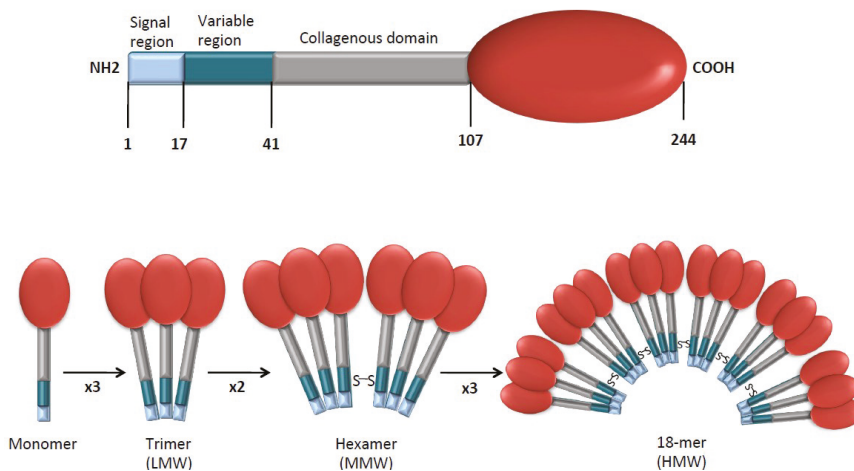 Signal region
Variable region
Collagenous domain
NH2
COOH
1 17 41 107 244
S-S
S-S
S-S
S-S
S-S
S-S
x3
x2
x3
Monomer
Trimer
(LMW)
Hexamer
(MMW)
18-mer
(HMW)